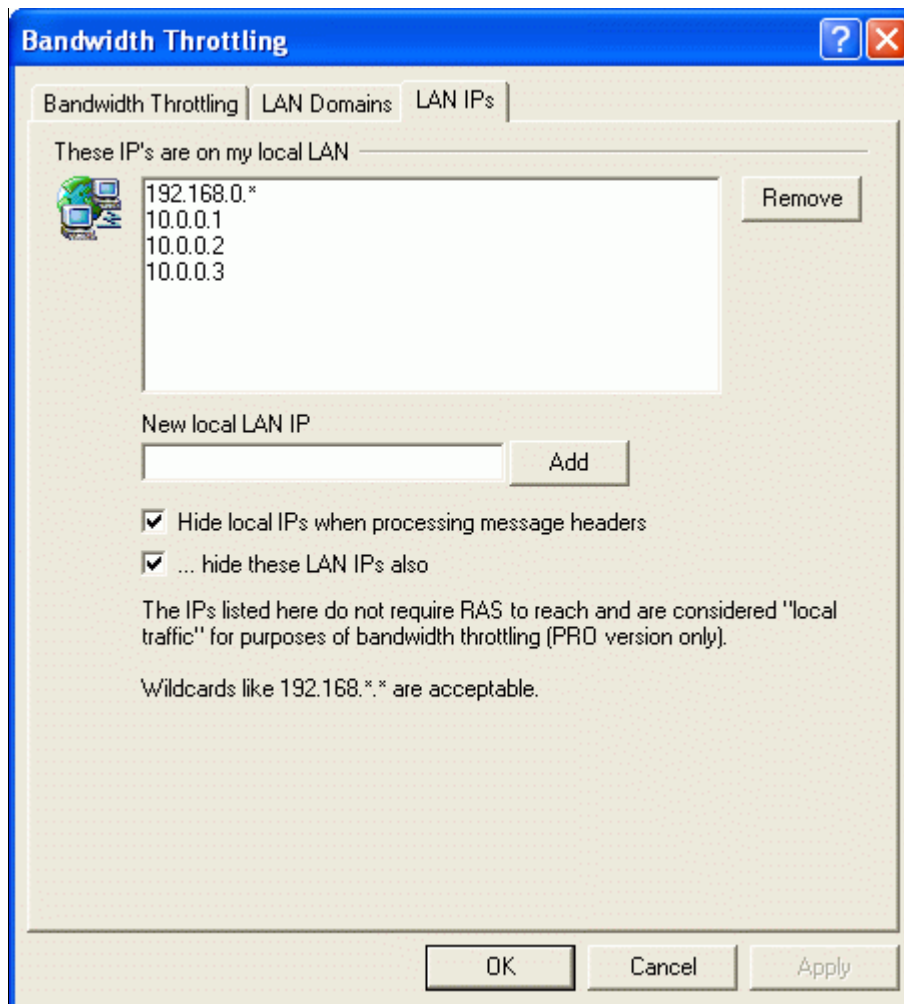 Bandwidth Throttling
Bandwidth Throttling LAN Domains LAN IPs
These IP's are on my local LAN
192.168.0.*
10.0.0.1
10.0.0.2
10.0.0.3
Remove
New local LAN IP
Add
Hide local IPs when processing message headers
... hide these LAN IPs also
The IPs listed here do not require RAS to reach and are considered "local
traffic" for purposes of bandwidth throttling (PRO version only).
Wildcards like 192.168.*.* are acceptable.
OK Cancel Apply